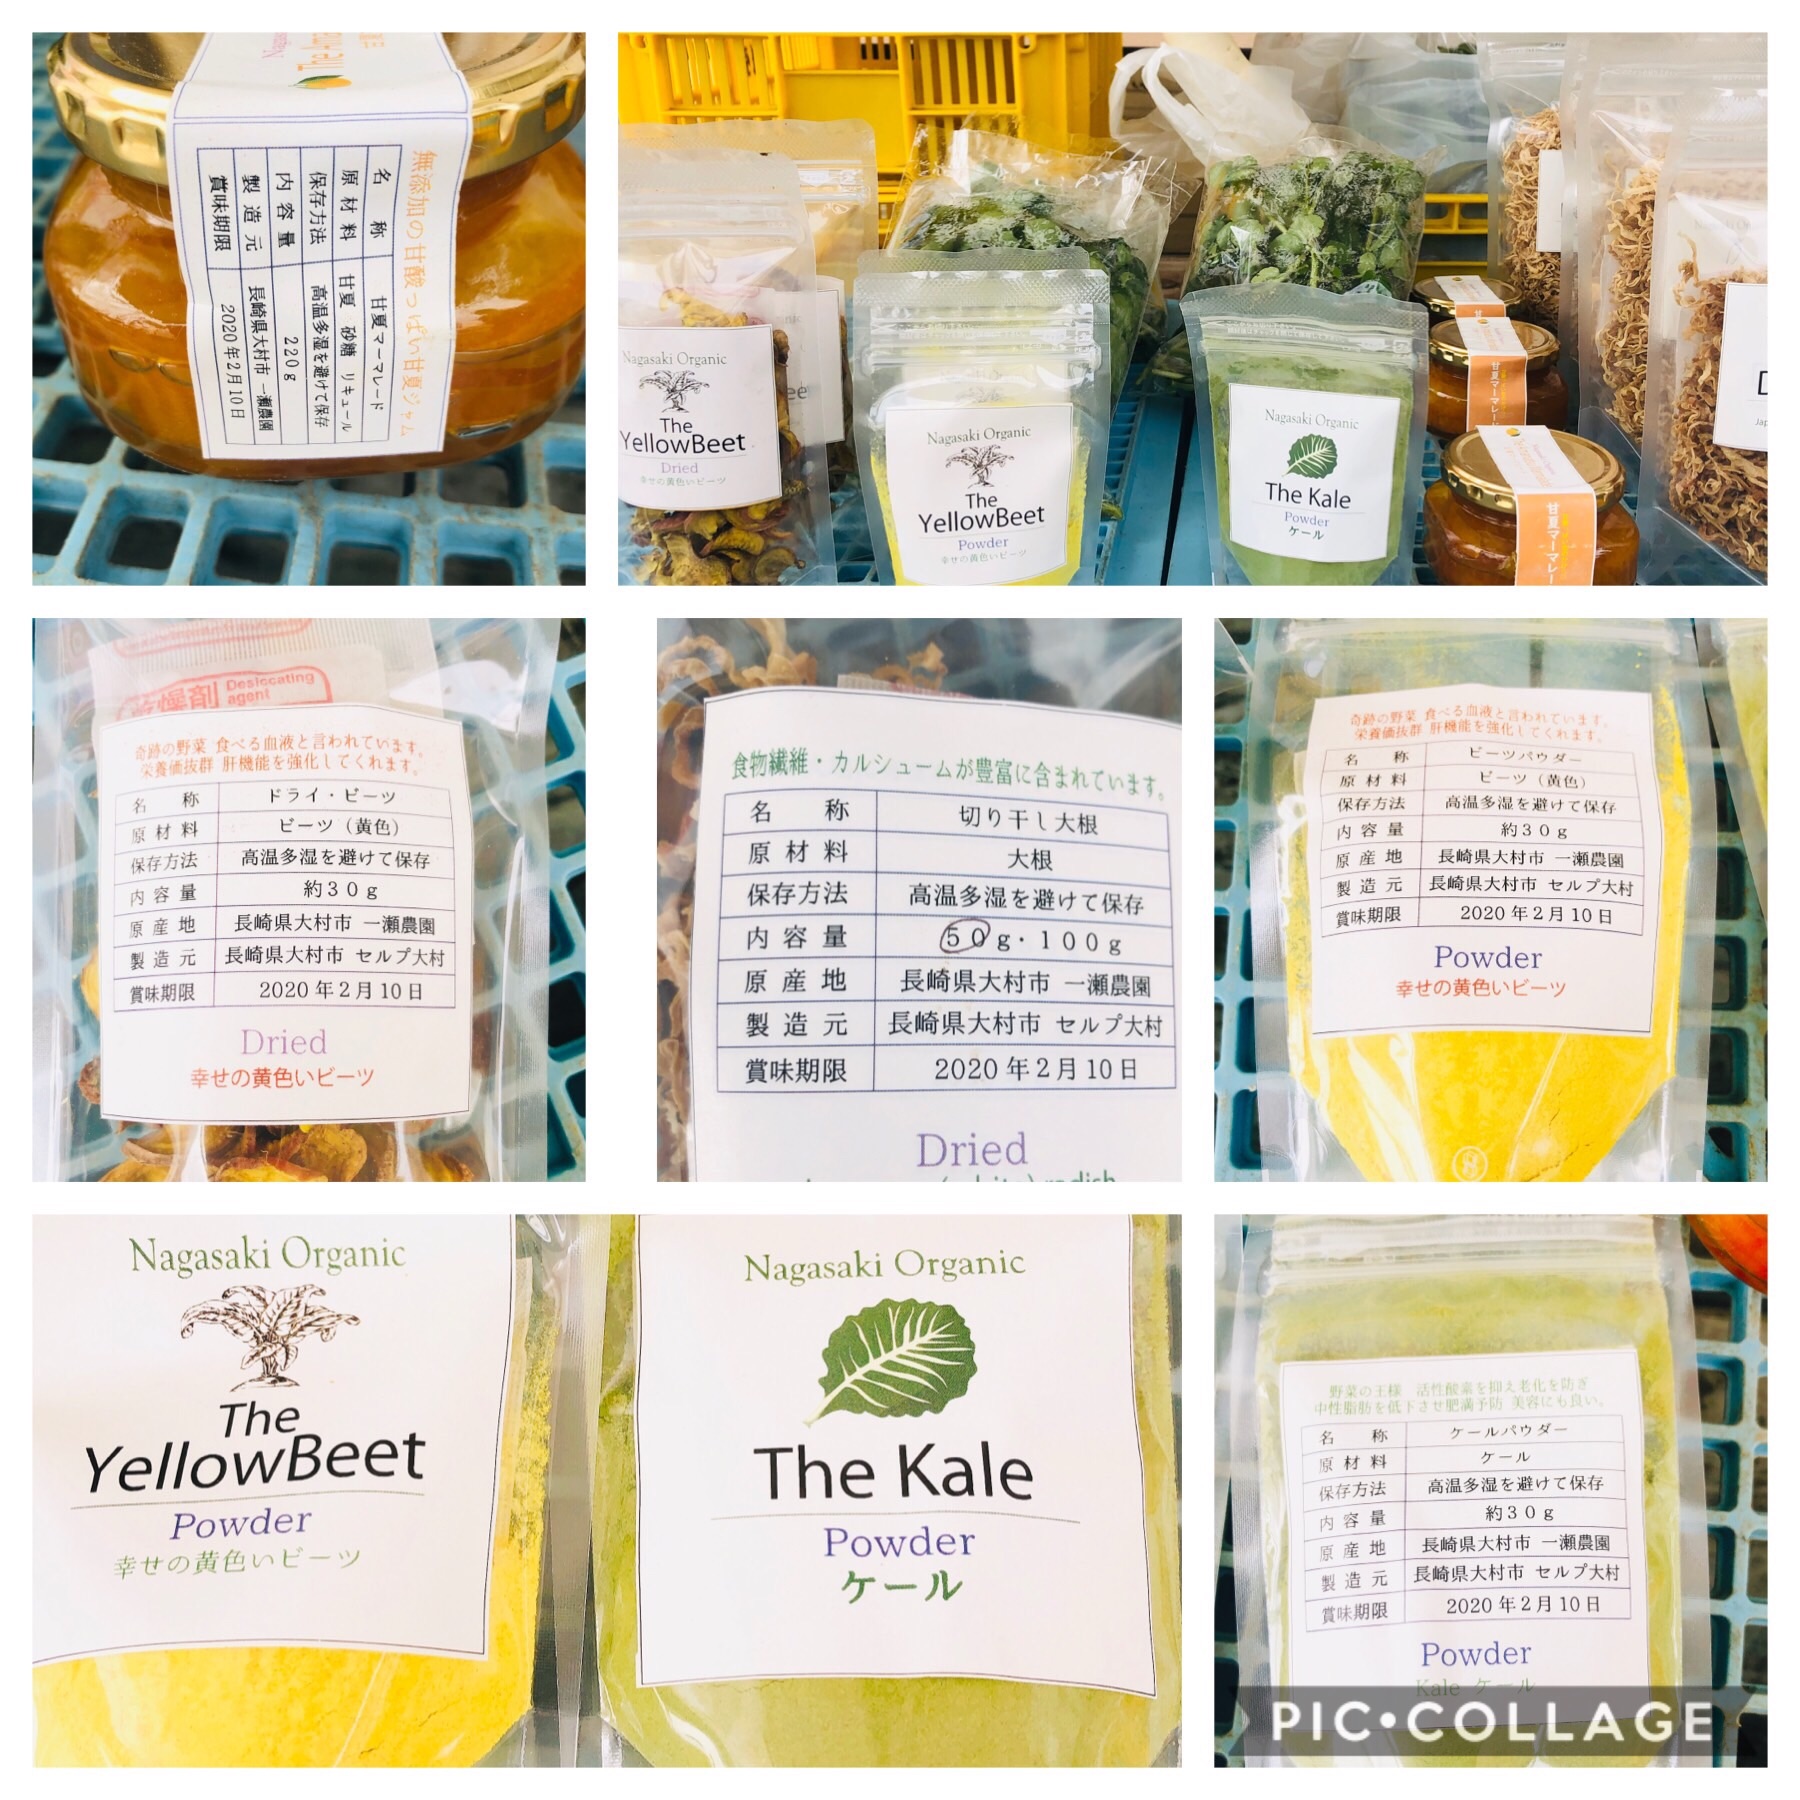 無添加の甘酸っぱい甘夏ジャム
名称 甘夏マーマレード
原材料 甘夏 砂糖 リキュール
保存方法 高温多湿を避けて保存
内容量 220g
製造元 長崎県大村市 一瀬農園
賞味期限 2020年2月10日
Nagasaki Organic
The
YellowBeet
Dried
幸せの黄色いビーツ
Nagasaki Organic
The
YellowBeet
Powder
幸せの黄色いビーツ
Nagasaki Organic
The Kale
Powder
ケール
甘夏マーマレード
甘夏マーマレー
D
Jap
乾燥剤 Desiccating
agent
奇跡の野菜 食べる血液と言われています。
栄養価抜群 肝機能を強化してくれます。
名称 ドライ・ビーツ
原材料 ビーツ（黄色）
保存方法 高温多湿を避けて保存
内容量 約30g
原産地 長崎県大村市 一瀬農園
製造元 長崎県大村市 セルプ大村
賞味期限 2020年2月10日
Dried
幸せの黄色いビーツ
食物繊維・カルシュームが豊富に含まれています。
名称 切り干し大根
原材料 大根
保存方法 高温多湿を避けて保存
内容量 50g・100g
原産地 長崎県大村市 一瀬農園
製造元 長崎県大村市 セルプ大村
賞味期限 2020年2月10日
Dried
奇跡の野菜 食べる血液と言われています。
栄養価抜群 肝機能を強化してくれます。
名称 ビーツパウダー
原材料 ビーツ（黄色）
保存方法 高温多湿を避けて保存
内容量 約30g
原産地 長崎県大村市 一瀬農園
製造元 長崎県大村市 セルプ大村
賞味期限 2020年2月10日
Powder
幸せの黄色いビーツ
8
Nagasaki Organic
The
YellowBeet
Powder
幸せの黄色いビーツ
Nagasaki Organic
The Kale
Powder
ケール
野菜の王様 活性酸素を抑え老化を防ぎ
中性脂肪を低下させ肥満予防 美容にも良い。
名称 ケールパウダー
原材料 ケール
保存方法 高温多湿を避けて保存
内容量 約30g
原産地 長崎県大村市 一瀬農園
製造元 長崎県大村市 セルプ大村
賞味期限 2020年2月10日
Powder
Kale ケール
PIC•COLLAGE